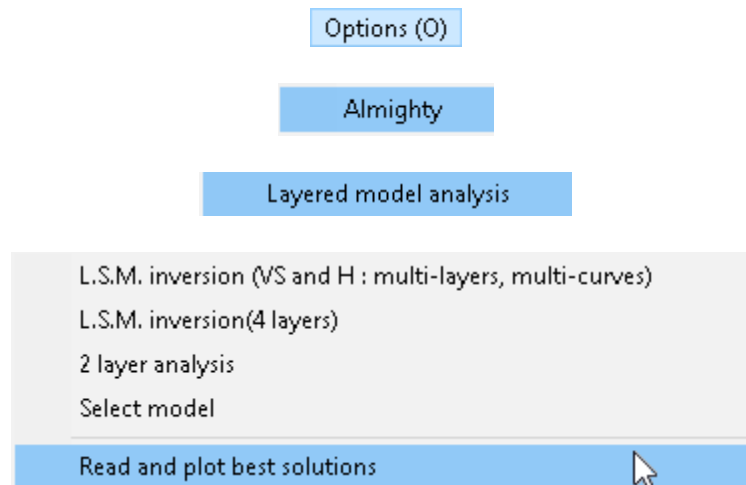 Options (O)
Almighty
Layered model analysis
L.S.M. inversion (VS and H : multi-layers, multi-curves)
L.S.M. inversion(4 layers)
2 layer analysis
Select model
Read and plot best solutions